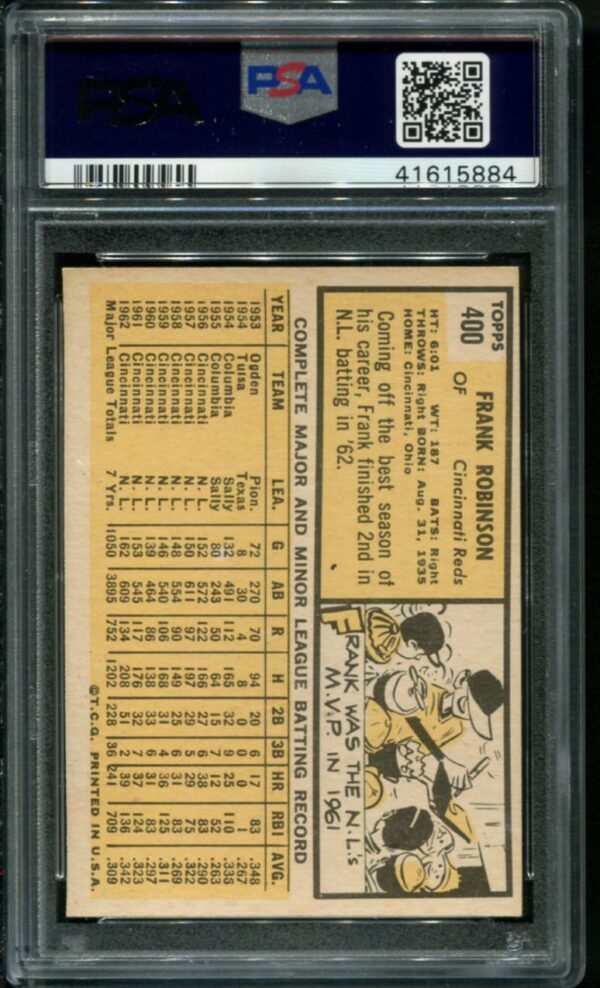 PSA
PSA
41615884
TOPPS
400
FRANK ROBINSON
OF Cincinnati Reds
HT: 6:01 WT: 187 BATS: Right
THROWS: Right BORN: Aug. 31, 1935
HOME: Cincinnati, Ohio
Coming off the best season of
his career, Frank finished 2nd in
N.L. batting in '62.
FRANK WAS THE N.L.'s
M.V.P. IN 1961
COMPLETE MAJOR AND MINOR LEAGUE BATTING RECORD
YEAR TEAM LEA. G AB R H 2B 3B HR RBI AVG.
1953 Ogden Pion. 72 270 70 94 20 6 17 83 .348
1954 Tulsa Texas 8 30 4 8 0 0 0 1 .267
1954 Columbia Sally 132 491 112 165 32 9 25 110 .336
1955 Columbia Sally 80 243 50 64 15 7 12 52 .263
1956 Cincinnati N.L. 152 572 122 166 27 6 38 83 .290
1957 Cincinnati N.L. 150 611 97 197 29 5 29 75 .322
1958 Cincinnati N.L. 148 554 90 149 25 6 31 83 .269
1959 Cincinnati N.L. 146 540 106 168 31 4 36 125 .311
1960 Cincinnati N.L. 139 464 86 138 33 6 31 83 .297
1961 Cincinnati N.L. 153 545 117 176 32 7 37 124 .323
1962 Cincinnati N.L. 162 609 134 208 51 2 39 136 .342
Major League Totals 7 Yrs. 1050 3895 752 1202 228 36 241 709 .309
©T.C.G. PRINTED IN U.S.A.